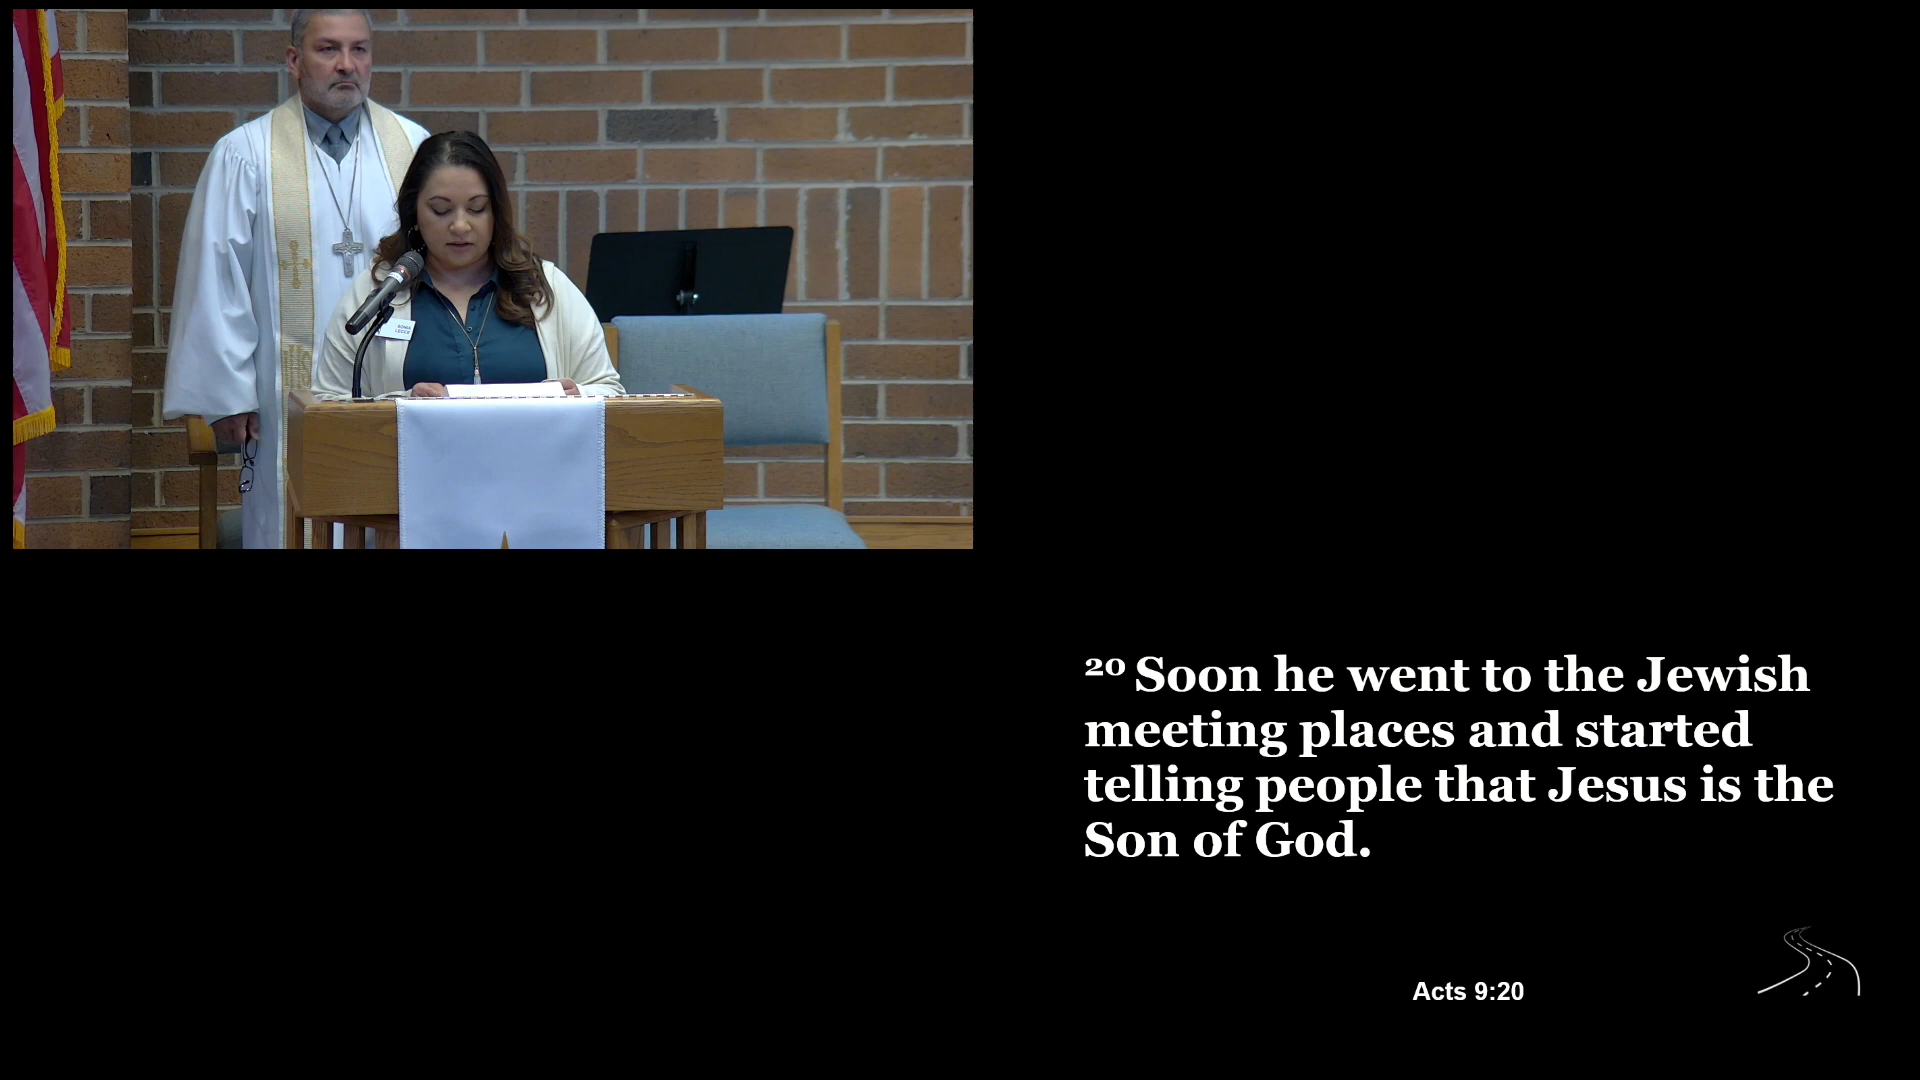 20 Soon he went to the Jewish
meeting places and started
telling people that Jesus is the
Son of God.
Acts 9:20